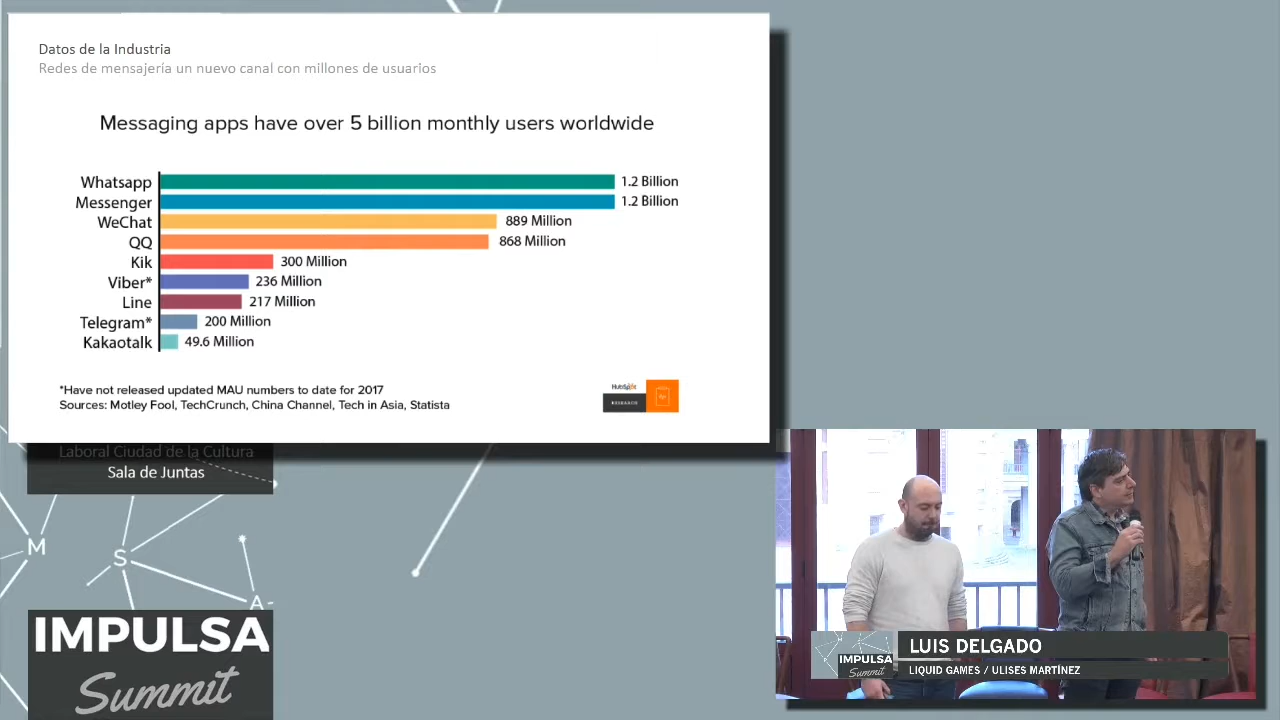 Datos de la Industria
Redes de mensajería un nuevo canal con millones de usuarios
Messaging apps have over 5 billion monthly users worldwide
Whatsapp 1.2 Billion
Messenger 1.2 Billion
WeChat 889 Million
QQ 868 Million
Kik 300 Million
Viber* 236 Million
Line 217 Million
Telegram* 200 Million
Kakaotalk 49.6 Million
*Have not released updated MAU numbers to date for 2017
Sources: Motley Fool, TechCrunch, China Channel, Tech in Asia, Statista
HubSpot
RESEARCH
Laboral Ciudad de la Cultura
Sala de Juntas
M
S
A
IMPULSA
Summit
IMPULSA
Summit
LUIS DELGADO
LIQUID GAMES / ULISES MARTÍNEZ